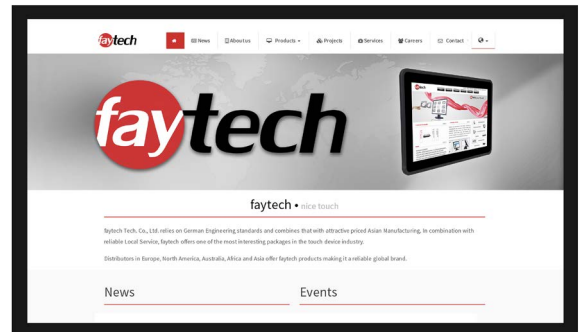 faytech
News
About us
Products
Projects
Services
Careers
Contact
faytech
faytech • nice touch
faytech Tech. Co., Ltd. relies on German Engineering standards and combines that with attractive priced Asian Manufacturing, In combination with
reliable Local Service, faytech offers one of the most interesting packages in the touch device industry.
Distributors in Europe, North America, Australia, Africa and Asia offer faytech products making it a reliable global brand.
News
Events